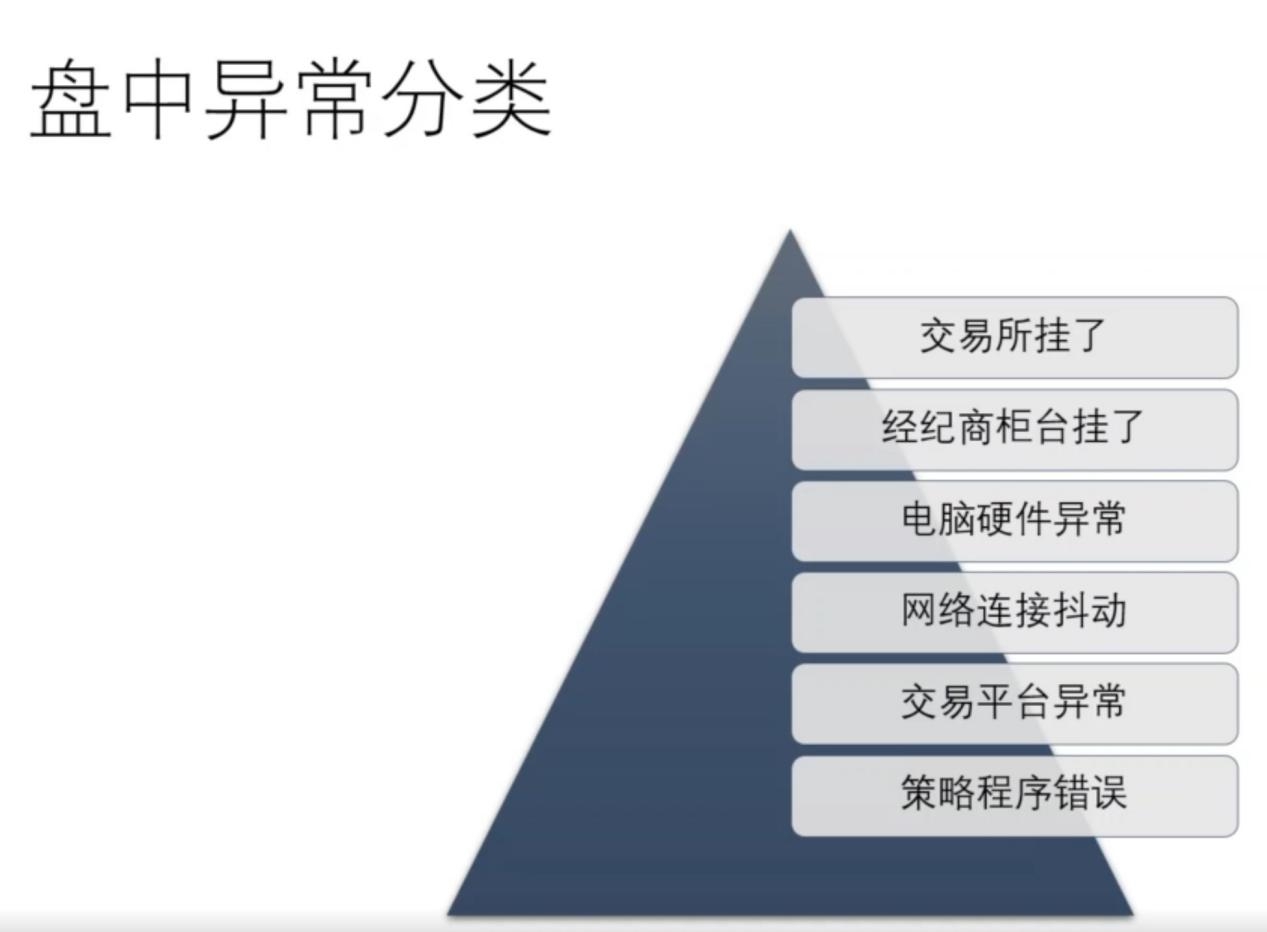 盘中异常分类
交易所挂了
经纪商柜台挂了
电脑硬件异常
网络连接抖动
交易平台异常
策略程序错误